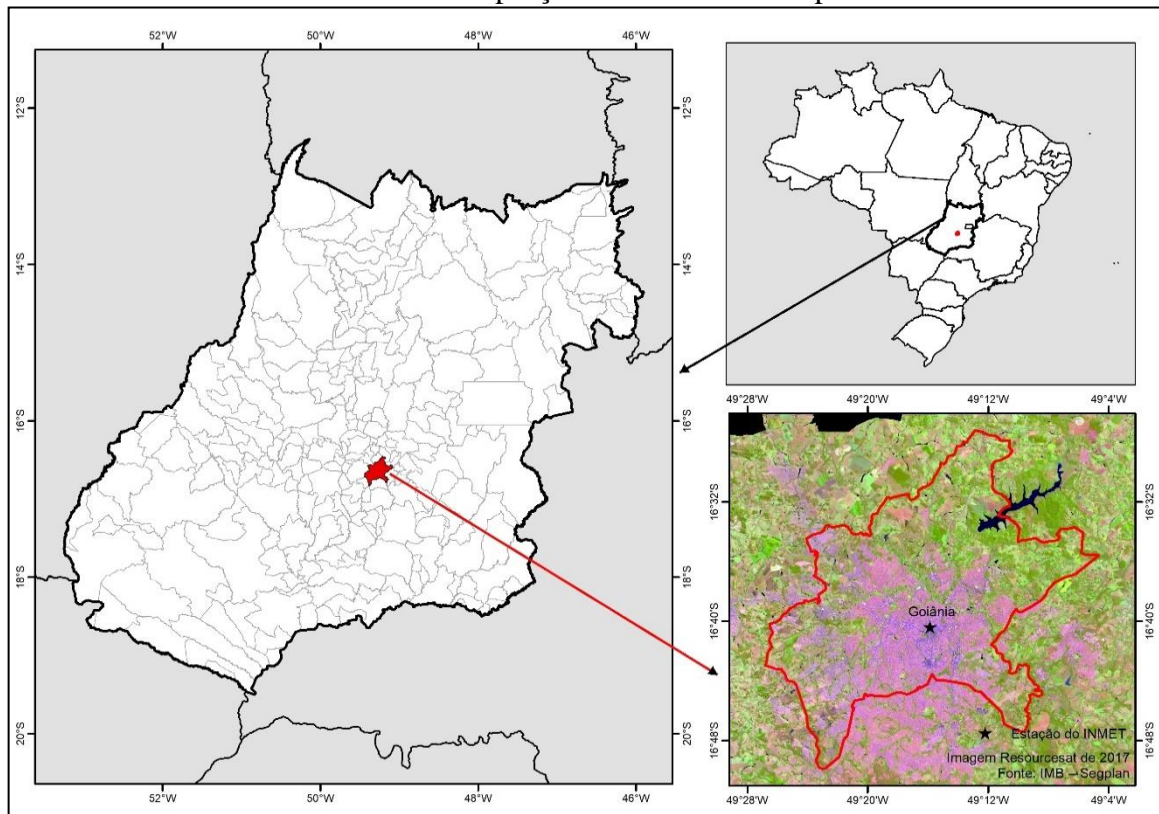 52°W 50°W 48°W 46°W
12°S
14°S
16°S
18°S
20°S
12°S
14°S
16°S
18°S
20°S
52°W 50°W 48°W 46°W
49°28'W 49°20'W 49°12'W 49°4'W
16°32'S
16°40'S
16°48'S
16°32'S
16°40'S
16°48'S
Goiânia
Estação do INMET
Imagem Resourcesat de 2017
Fonte: IMB – Segplan
49°28'W 49°20'W 49°12'W 49°4'W